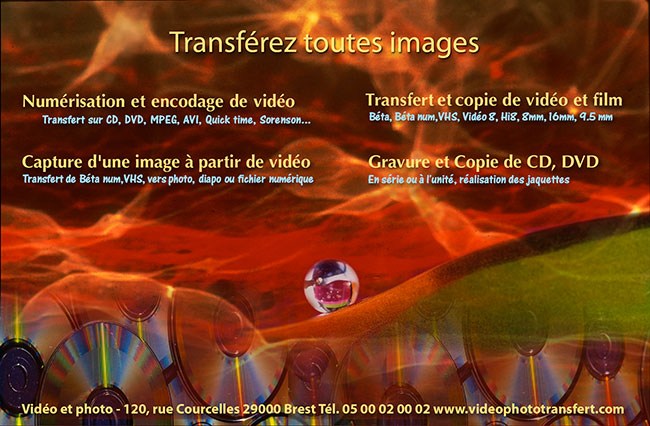 Transférez toutes images
Numérisation et encodage de vidéo
Transfert sur CD, DVD, MPEG, AVI, Quick time, Sorenson...
Transfert et copie de vidéo et film
Béta, Béta num,VHS, Vidéo 8, Hi8, 8mm, 16mm, 9.5 mm
Capture d'une image à partir de vidéo
Transfert de Béta num,VHS, vers photo, diapo ou fichier numérique
Gravure et Copie de CD, DVD
En série ou à l'unité, réalisation des jaquettes
Vidéo et photo - 120, rue Courcelles 29000 Brest Tél. 05 00 02 00 02 www.videophototransfert.com